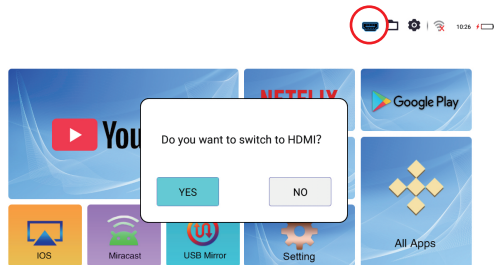 10:26
NETFLIX
Google Play
You
Do you want to switch to HDMI?
YES
NO
IOS
Miracast
USB Mirror
Setting
All Apps